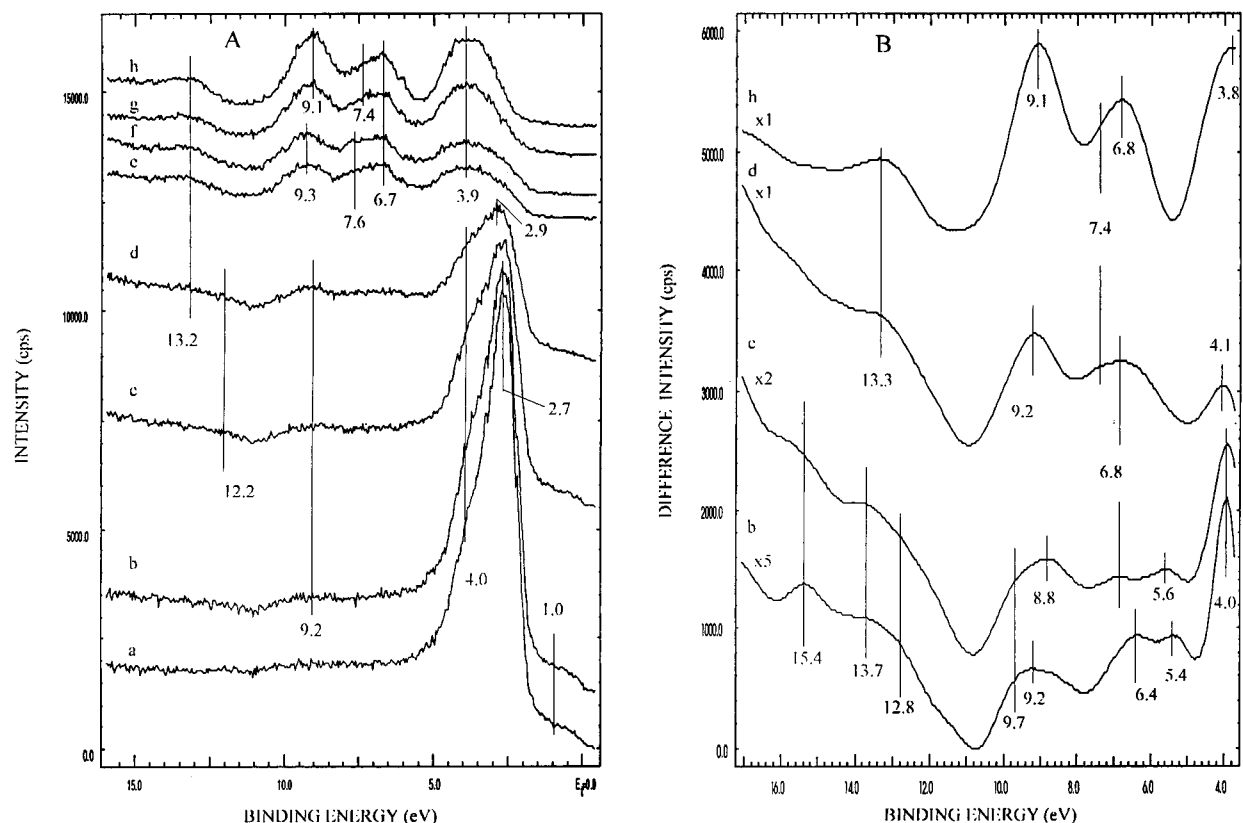 A
INTENSITY (cps)
15000.0
10000.0
5000.0
0.0
h
g
f
e
d
c
b
a
9.1
7.4
9.3
7.6
6.7
3.9
2.9
13.2
12.2
2.7
9.2
4.0
1.0
15.0
10.0
5.0
EF=0.0
BINDING ENERGY (eV)
B
DIFFERENCE INTENSITY (cps)
6000.0
5000.0
4000.0
3000.0
2000.0
1000.0
0.0
h
x1
d
x1
c
x2
b
x5
9.1
7.4
6.8
3.8
13.3
9.2
6.8
4.1
15.4
13.7
12.8
9.7
8.8
9.2
6.4
5.6
5.4
4.0
16.0
14.0
12.0
10.0
8.0
6.0
4.0
BINDING ENERGY (eV)